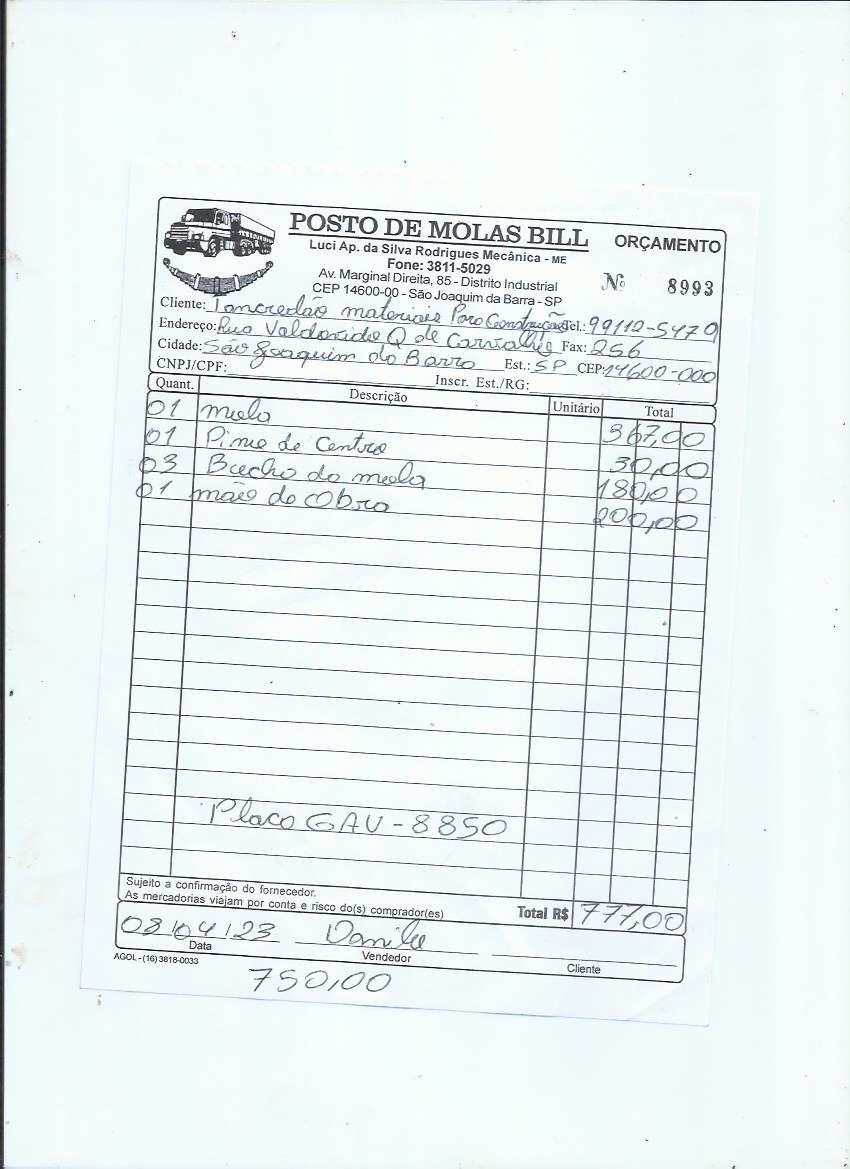 POSTO DE MOLAS BILL
ORÇAMENTO
Luci Ap. da Silva Rodrigues Mecânica - ME
Fone: 3811-5029
Av. Marginal Direita, 85 - Distrito Industrial
CEP 14600-00 - São Joaquim da Barra - SP
Nº 8993
Cliente: Tancredão materiais Para Construção Tel.: 99112-5479
Endereço: Rua Valdovido Q de Carvalho Fax: 256
Cidade: São Joaquim da Barra Est.: SP CEP: 14600-000
CNPJ/CPF: Inscr. Est./RG:
Quant. Descrição Unitário Total
01 mola 367,00
01 Pino de Centro 30,00
03 Bucha da mola 180,00
01 mão de Obra 200,00
Placa GAU-8850
Sujeito a confirmação do fornecedor.
As mercadorias viajam por conta e risco do(s) comprador(es)
Total R$ 777,00
03/04/23 Danilo
Data Vendedor Cliente
AGOL - (16) 3818-0033
750,00